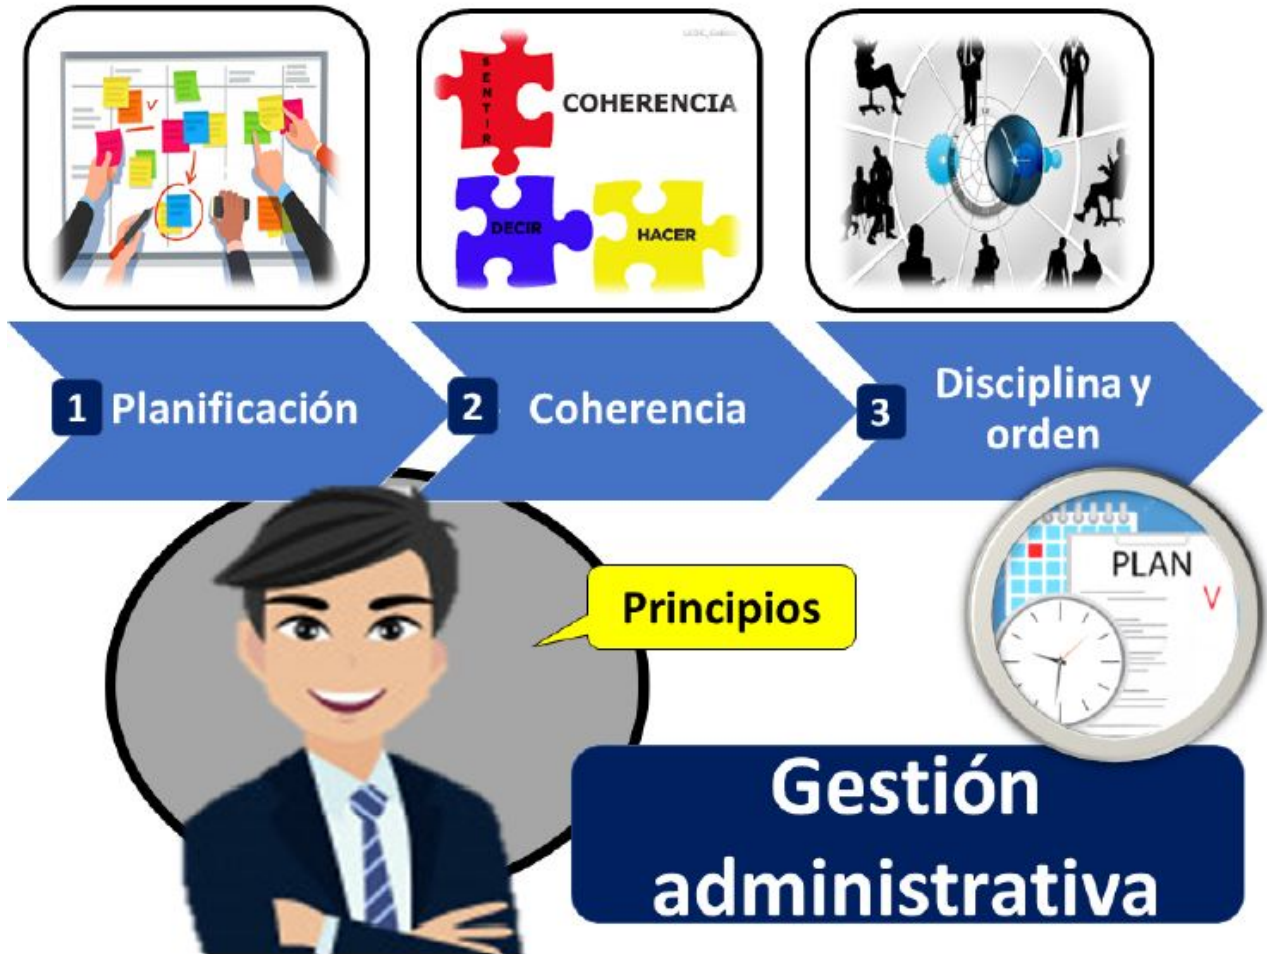 SENTIR
COHERENCIA
DECIR
HACER
1 Planificación
2 Coherencia
3 Disciplina y
orden
Principios
PLAN
V
Gestión
administrativa